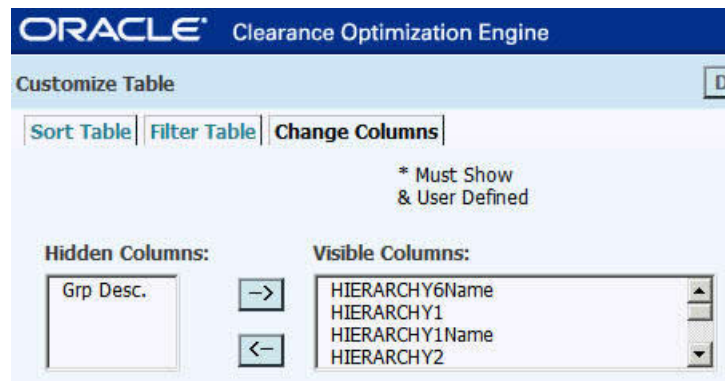 ORACLE Clearance Optimization Engine
Customize Table
D
Sort Table Filter Table Change Columns
* Must Show
& User Defined
Hidden Columns:
Visible Columns:
Grp Desc.
-->
<--
HIERARCHY6Name
HIERARCHY1
HIERARCHY1Name
HIERARCHY2